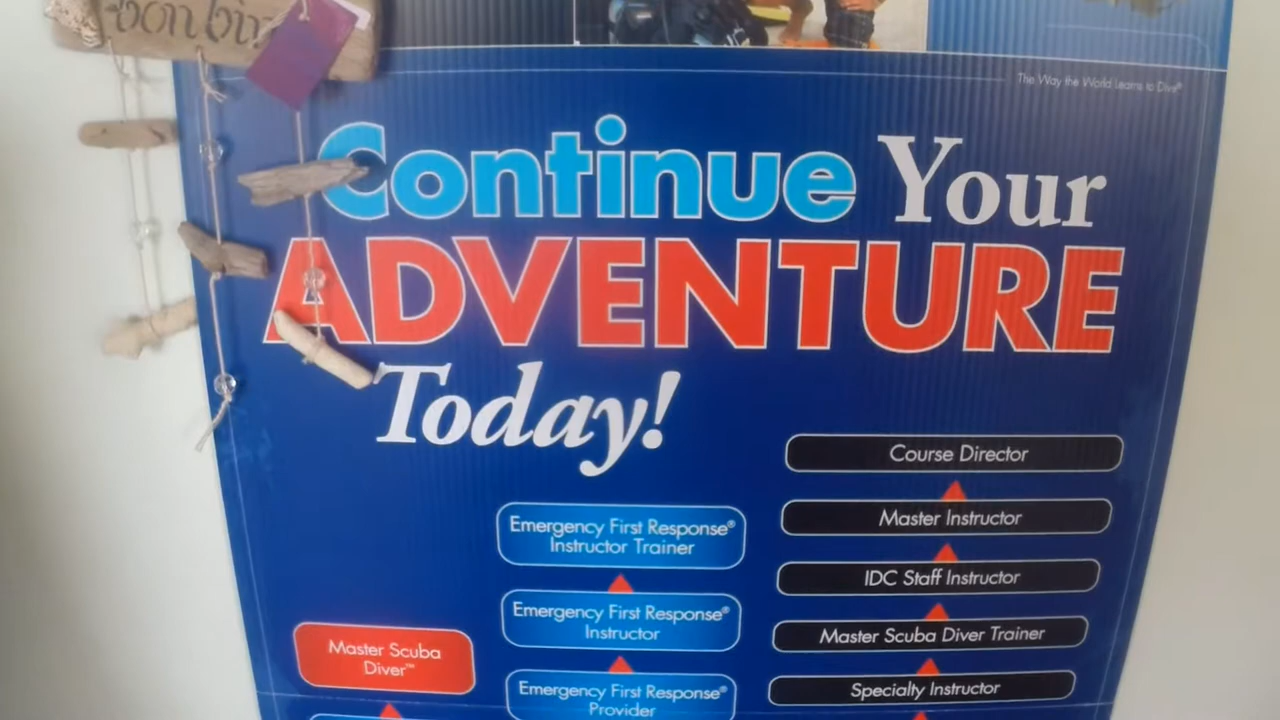 The Way the World Learns to Dive®
Continue Your
ADVENTURE
Today!
Course Director
Master Instructor
IDC Staff Instructor
Master Scuba Diver Trainer
Specialty Instructor
Emergency First Response®
Instructor Trainer
Emergency First Response®
Instructor
Emergency First Response®
Provider
Master Scuba
Diver™